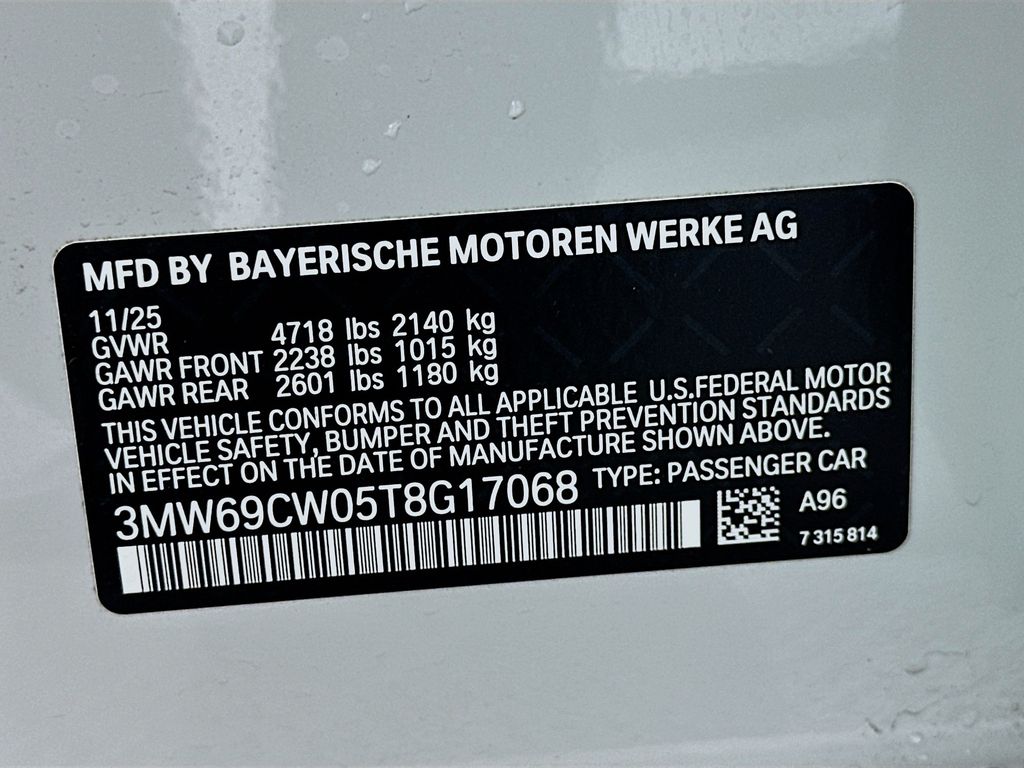 MFD BY BAYERISCHE MOTOREN WERKE AG
11/25
GVWR 4718 lbs 2140 kg
GAWR FRONT 2238 lbs 1015 kg
GAWR REAR 2601 lbs 1180 kg
THIS VEHICLE CONFORMS TO ALL APPLICABLE U.S.FEDERAL MOTOR
VEHICLE SAFETY, BUMPER AND THEFT PREVENTION STANDARDS
IN EFFECT ON THE DATE OF MANUFACTURE SHOWN ABOVE.
3MW69CW05T8G17068 TYPE: PASSENGER CAR
A96
7 315 814